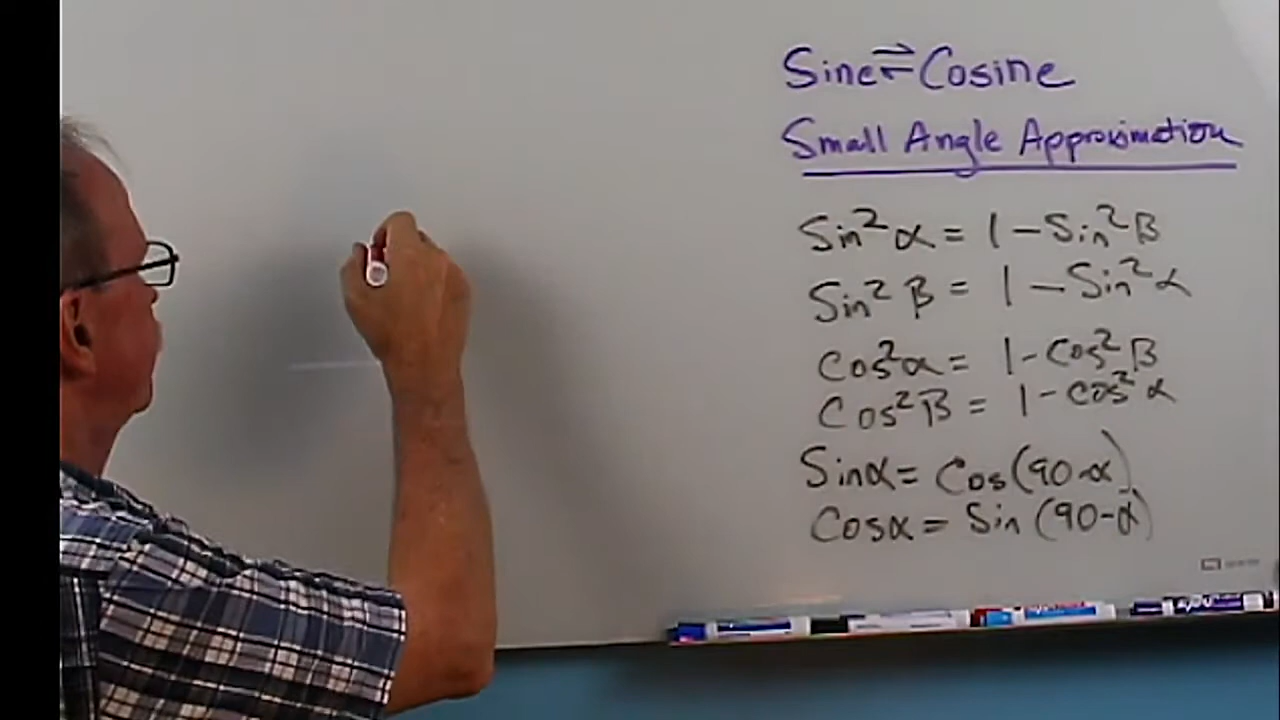 Sine⇌Cosine
Small Angle Approximation
Sin²α = 1 - Sin²β
Sin²β = 1 - Sin²α
Cos²α = 1 - Cos²β
Cos²β = 1 - Cos²α
Sinα = Cos(90-α)
Cosα = Sin(90-α)